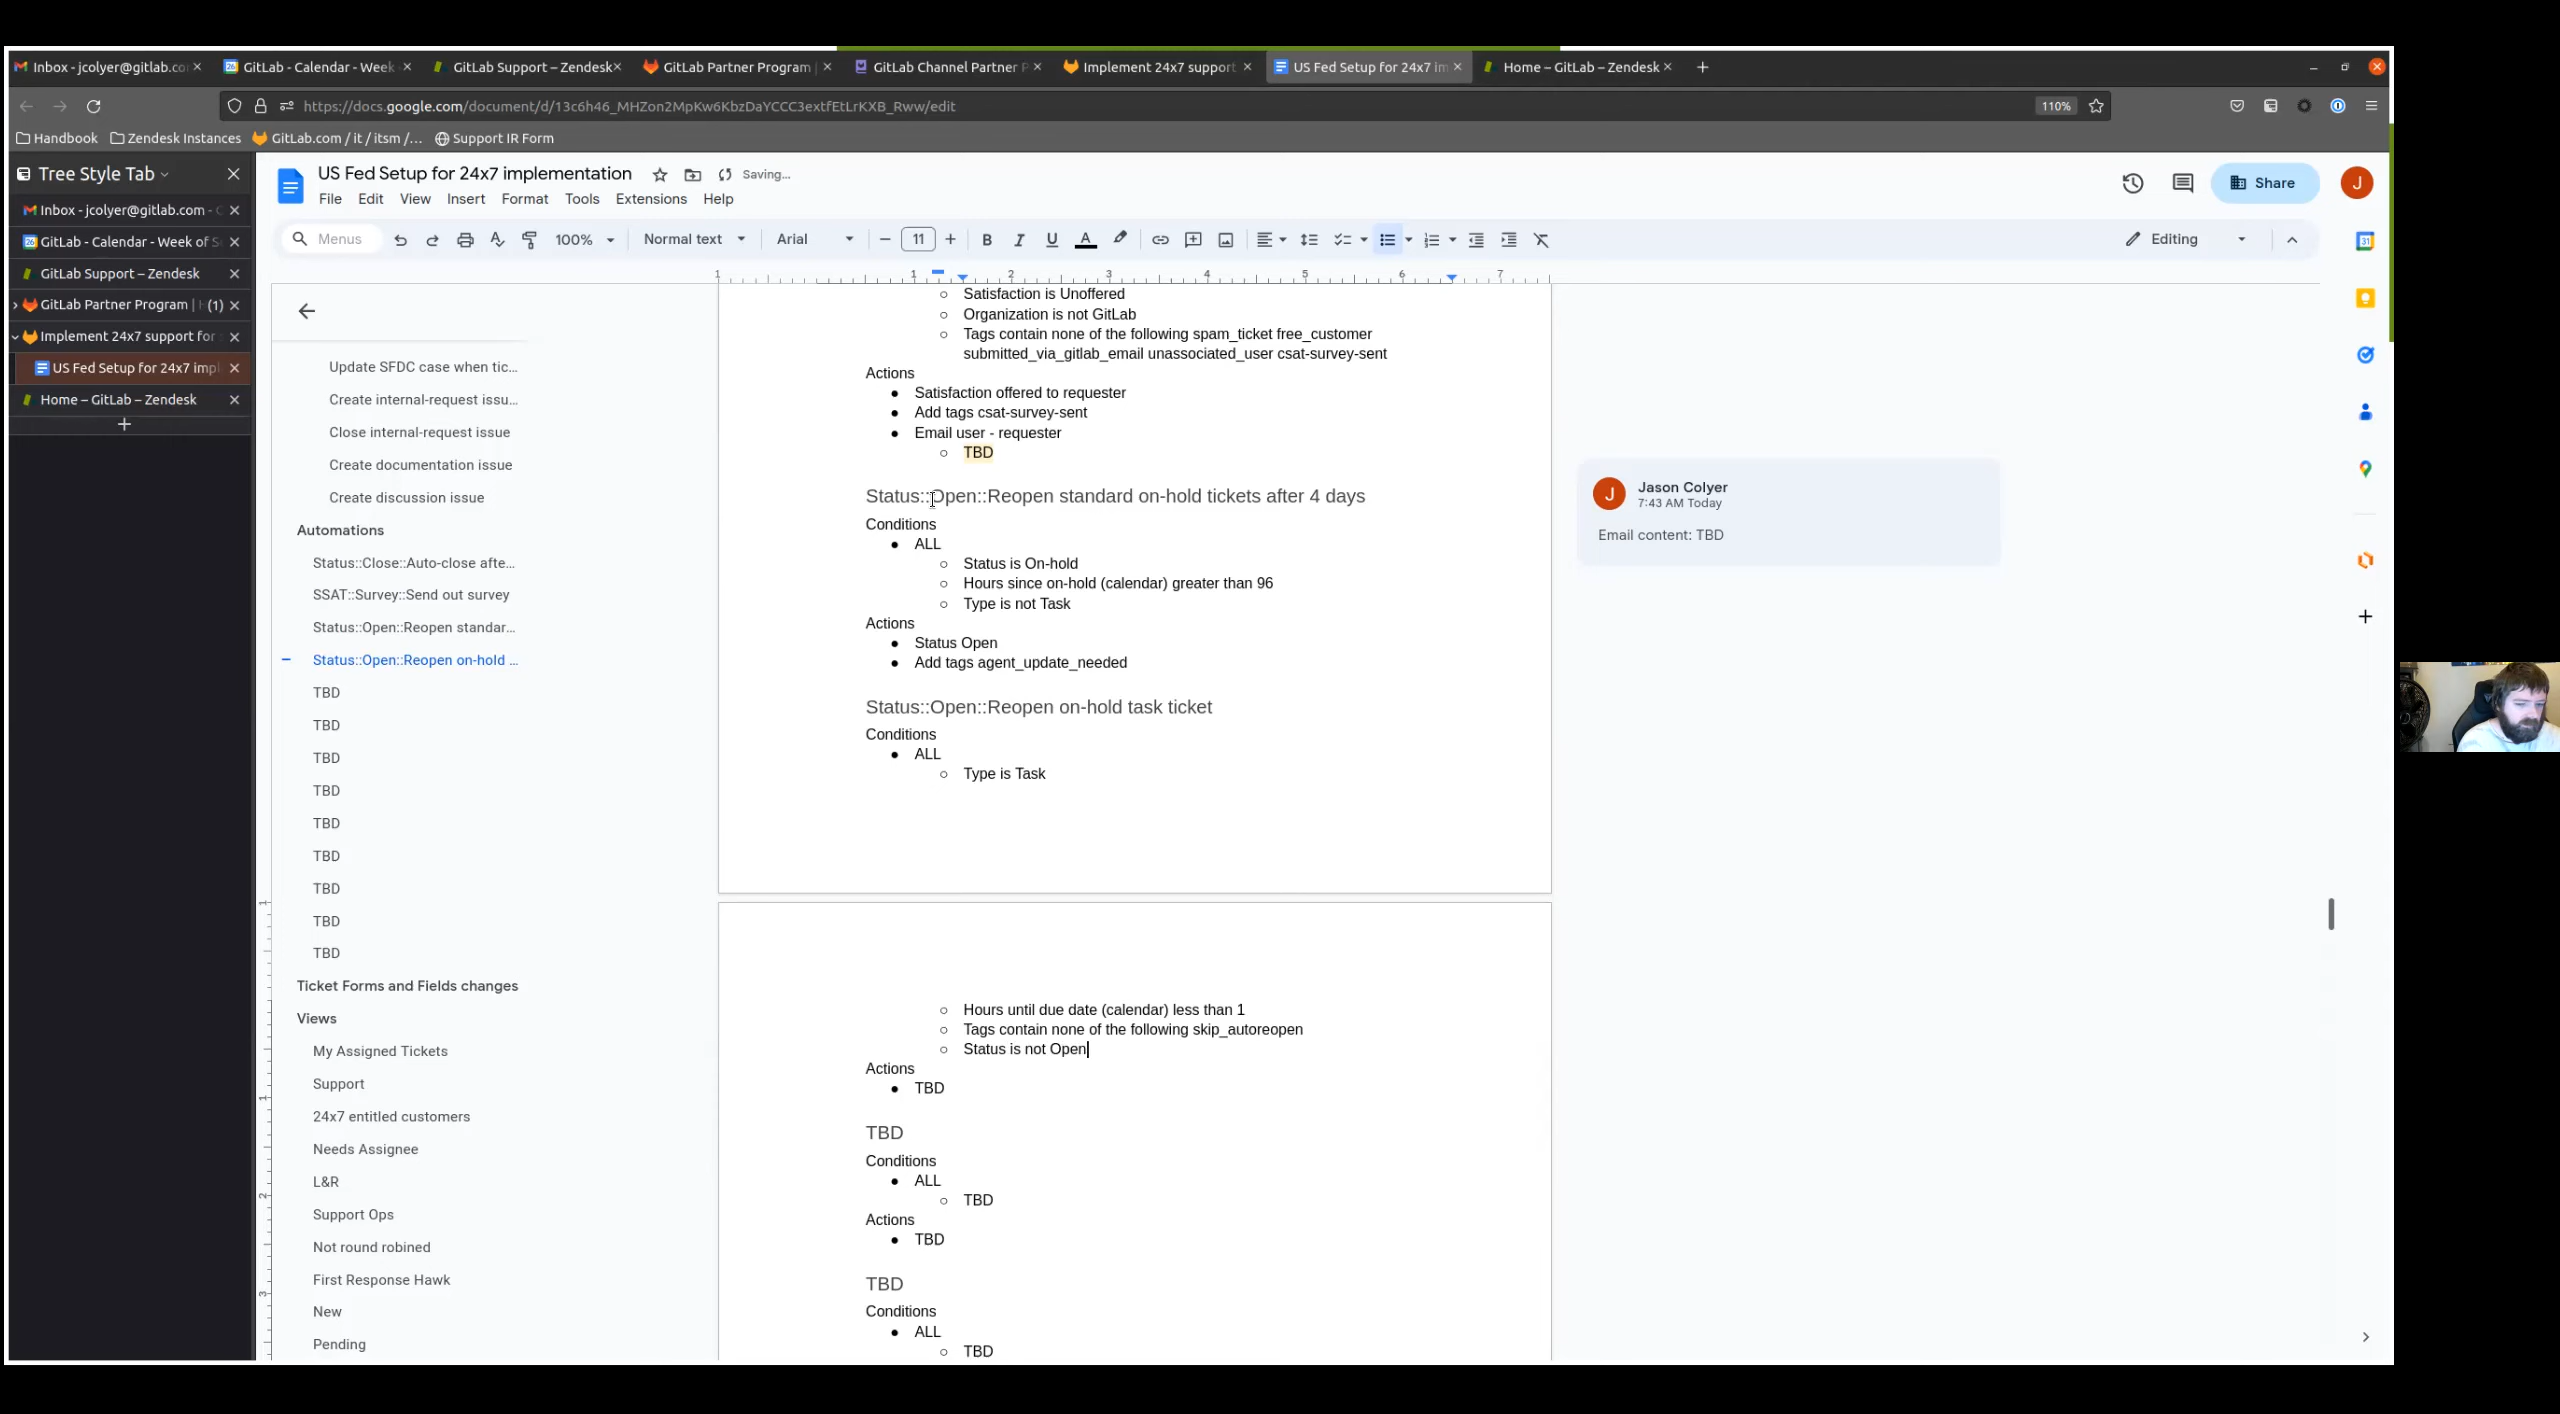 Inbox - jcolyer@gitlab.co
GitLab - Calendar - Week
GitLab Support – Zendesk
GitLab Partner Program |
GitLab Channel Partner P
Implement 24x7 support
US Fed Setup for 24x7 im
Home – GitLab – Zendesk
https://docs.google.com/document/d/13c6h46_MHZon2MpKw6KbzDaYCCC3extfEtLrKXB_Rww/edit
110%
Handbook
Zendesk Instances
GitLab.com / it / itsm /...
Support IR Form
Tree Style Tab
Inbox - jcolyer@gitlab.com -
GitLab - Calendar - Week of S
GitLab Support – Zendesk
GitLab Partner Program | (1)
Implement 24x7 support for
US Fed Setup for 24x7 impl
Home – GitLab – Zendesk
US Fed Setup for 24x7 implementation
Saving...
File Edit View Insert Format Tools Extensions Help
Share
J
Menus
100%
Normal text
Arial
11
B
I
U
A
Editing
1 1 2 3 4 5 6 7
Update SFDC case when tic...
Create internal-request issu...
Close internal-request issue
Create documentation issue
Create discussion issue
Automations
Status::Close::Auto-close afte...
SSAT::Survey::Send out survey
Status::Open::Reopen standar...
Status::Open::Reopen on-hold ...
TBD
TBD
TBD
TBD
TBD
TBD
TBD
TBD
TBD
Ticket Forms and Fields changes
Views
My Assigned Tickets
Support
24x7 entitled customers
Needs Assignee
L&R
Support Ops
Not round robined
First Response Hawk
New
Pending
Satisfaction is Unoffered
Organization is not GitLab
Tags contain none of the following spam_ticket free_customer
submitted_via_gitlab_email unassociated_user csat-survey-sent
Actions
Satisfaction offered to requester
Add tags csat-survey-sent
Email user - requester
TBD
Status::Open::Reopen standard on-hold tickets after 4 days
Conditions
ALL
Status is On-hold
Hours since on-hold (calendar) greater than 96
Type is not Task
Actions
Status Open
Add tags agent_update_needed
Status::Open::Reopen on-hold task ticket
Conditions
ALL
Type is Task
Hours until due date (calendar) less than 1
Tags contain none of the following skip_autoreopen
Status is not Open
Actions
TBD
TBD
Conditions
ALL
TBD
Actions
TBD
TBD
Conditions
ALL
TBD
J
Jason Colyer
7:43 AM Today
Email content: TBD
1
1
2
3
31